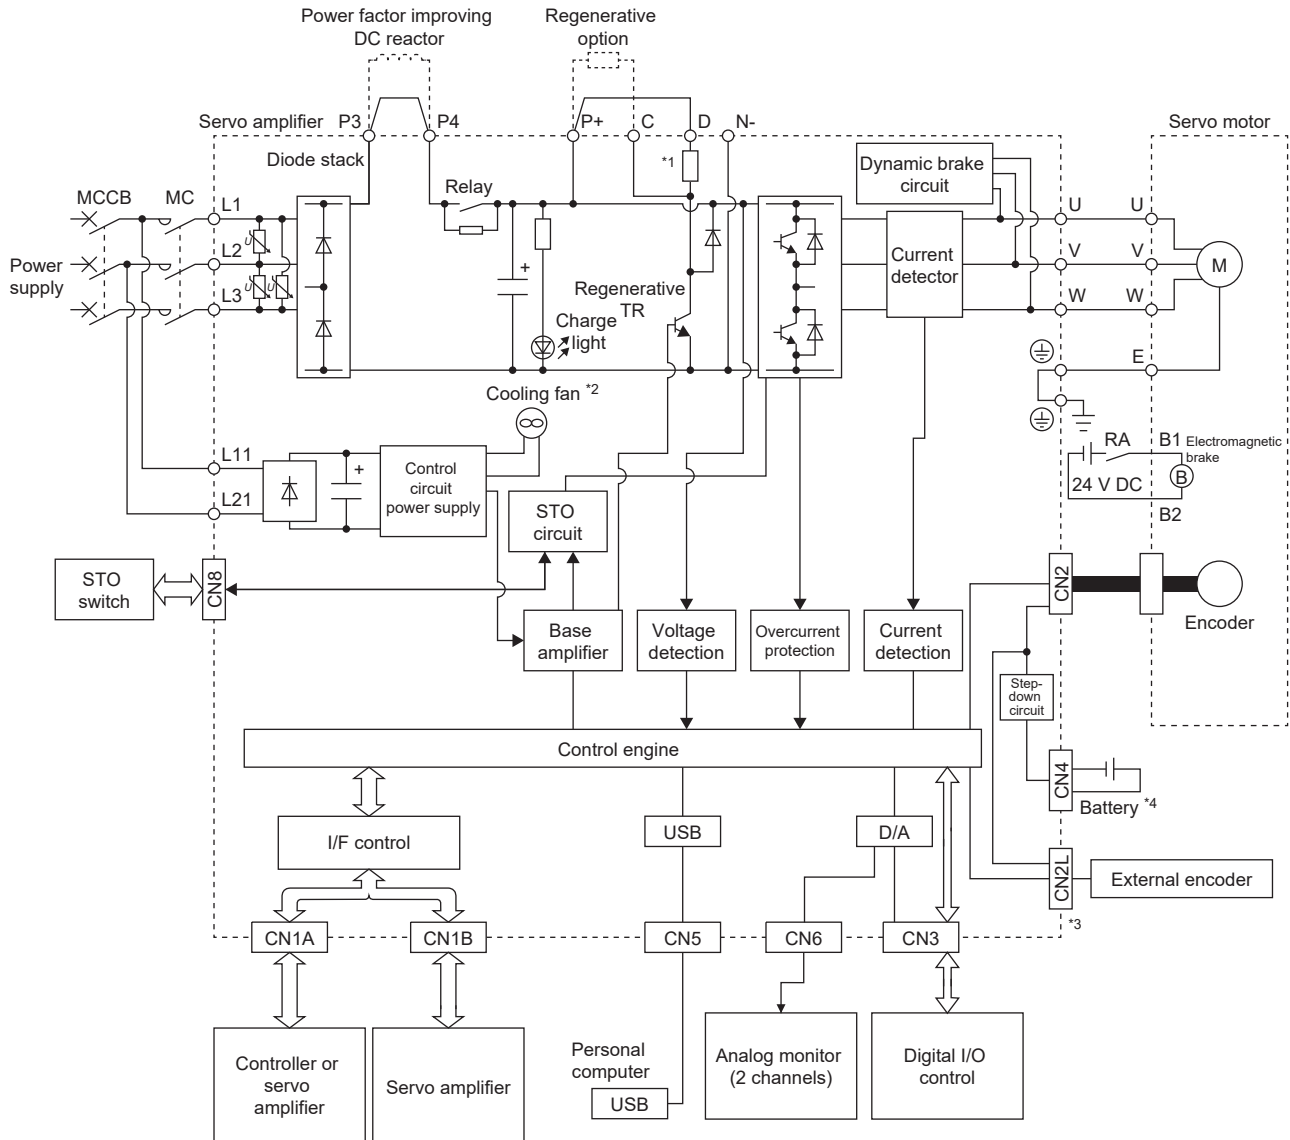 Power factor improving
DC reactor
Regenerative
option
Servo amplifier
P3
P4
P+
C
D
N-
Servo motor
Diode stack
*1
Dynamic brake
circuit
MCCB
MC
L1
Relay
U
U
U
L2
Current
detector
V
V
M
Power
supply
U
U
L3
+
Regenerative
TR
W
W
Charge
light
E
Cooling fan *2
RA
B1
Electromagnetic
brake
L11
+
Control
circuit
power supply
24 V DC
B
L21
STO
circuit
B2
STO
switch
CN8
CN2
Encoder
Base
amplifier
Voltage
detection
Overcurrent
protection
Current
detection
Step-
down
circuit
Control engine
CN4
Battery *4
I/F control
USB
D/A
CN2L
External encoder
*3
CN1A
CN1B
CN5
CN6
CN3
Controller or
servo
amplifier
Servo amplifier
Personal
computer
USB
Analog monitor
(2 channels)
Digital I/O
control